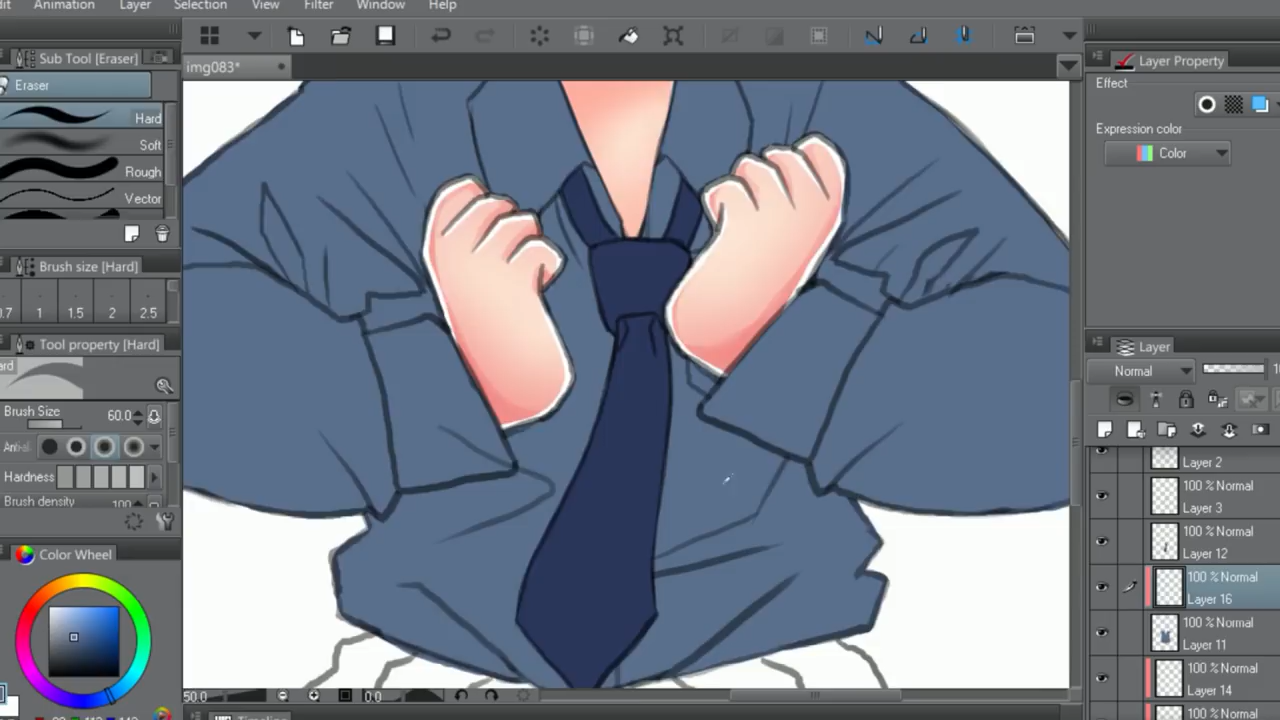 Animation Layer Selection View Filter Window Help
img083*
Sub Tool [Eraser]
Eraser
Hard
Soft
Rough
Vector
Brush size [Hard]
0.7 1 1.5 2 2.5
Tool property [Hard]
Brush Size 60.0
Hardness
Brush density 100
Color Wheel
50.0 0.0
Timeline
Layer Property
Effect
Expression color
Color
Layer
Normal
Layer 2
100 % Normal
Layer 3
100 % Normal
Layer 12
100 % Normal
Layer 16
100 % Normal
Layer 11
100 % Normal
Layer 14
100 % Normal